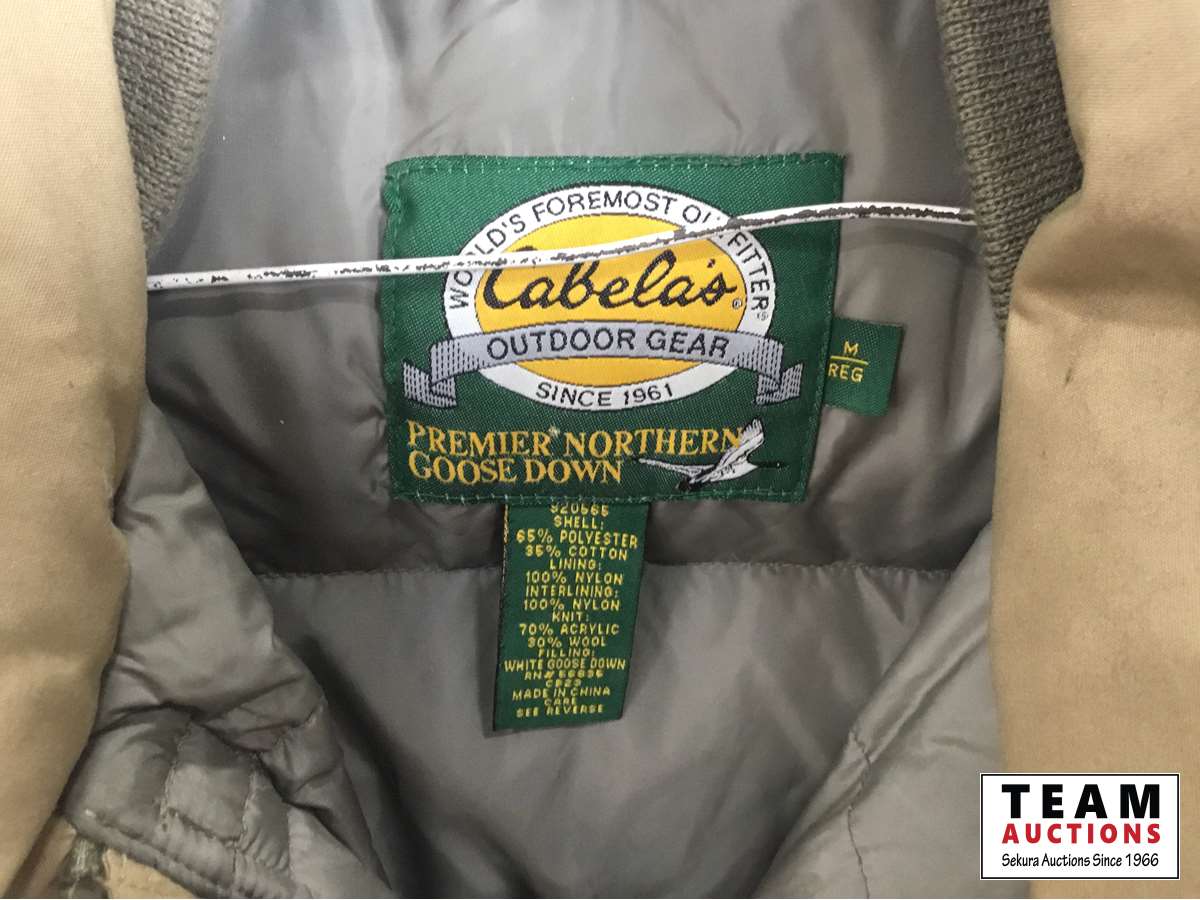 WORLD'S FOREMOST OUTFITTER
Cabela's®
OUTDOOR GEAR
SINCE 1961
M
REG
PREMIER NORTHERN
GOOSE DOWN
SHELL:
65% POLYESTER
35% COTTON
LINING:
100% NYLON
INTERLINING:
100% NYLON
KNIT:
70% ACRYLIC
30% WOOL
FILLING:
WHITE GOOSE DOWN
MADE IN CHINA
CARE
SEE REVERSE
TEAM
AUCTIONS
Sekura Auctions Since 1966